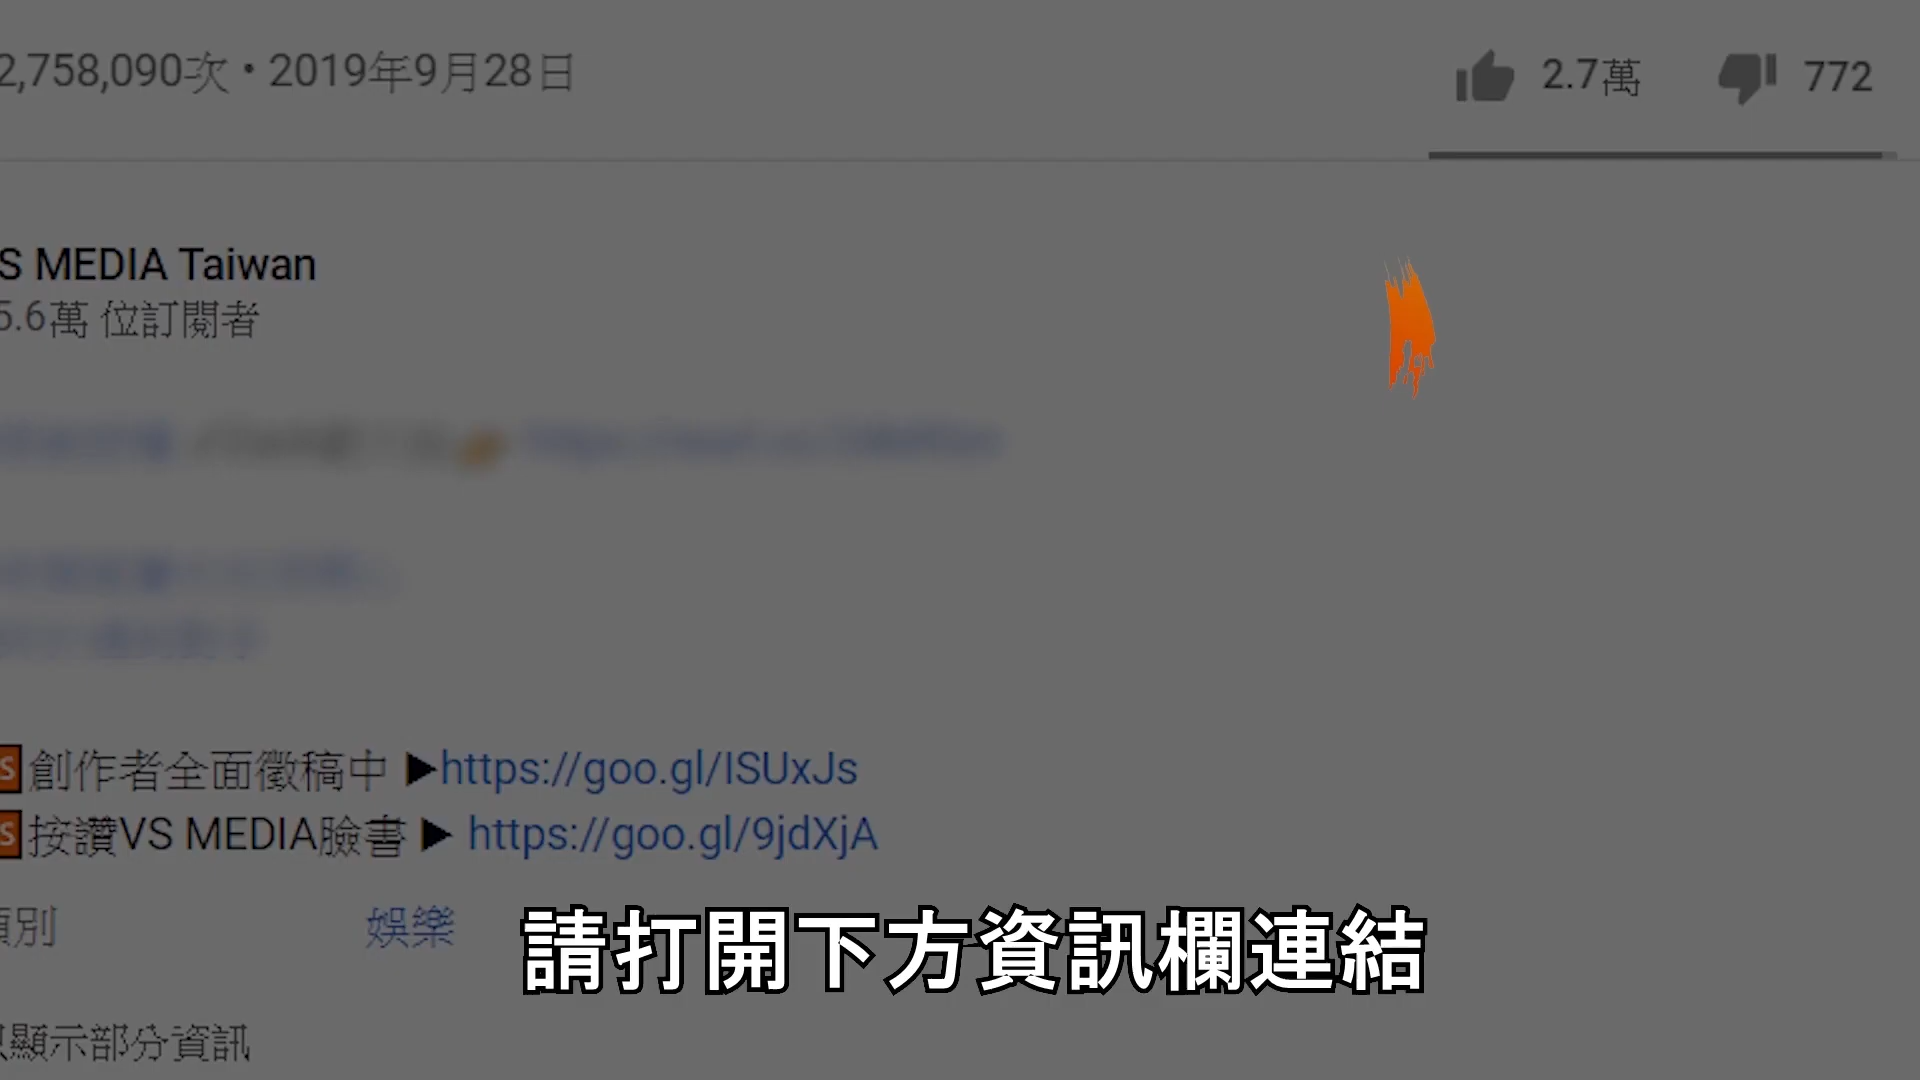 2,758,090次 • 2019年9月28日
2.7萬 772
S MEDIA Taiwan
5.6萬 位訂閱者
S創作者全面徵稿中 ▶https://goo.gl/ISUxJs
S按讚VS MEDIA臉書 ▶ https://goo.gl/9jdXjA
類別 娛樂
請打開下方資訊欄連結
只顯示部分資訊